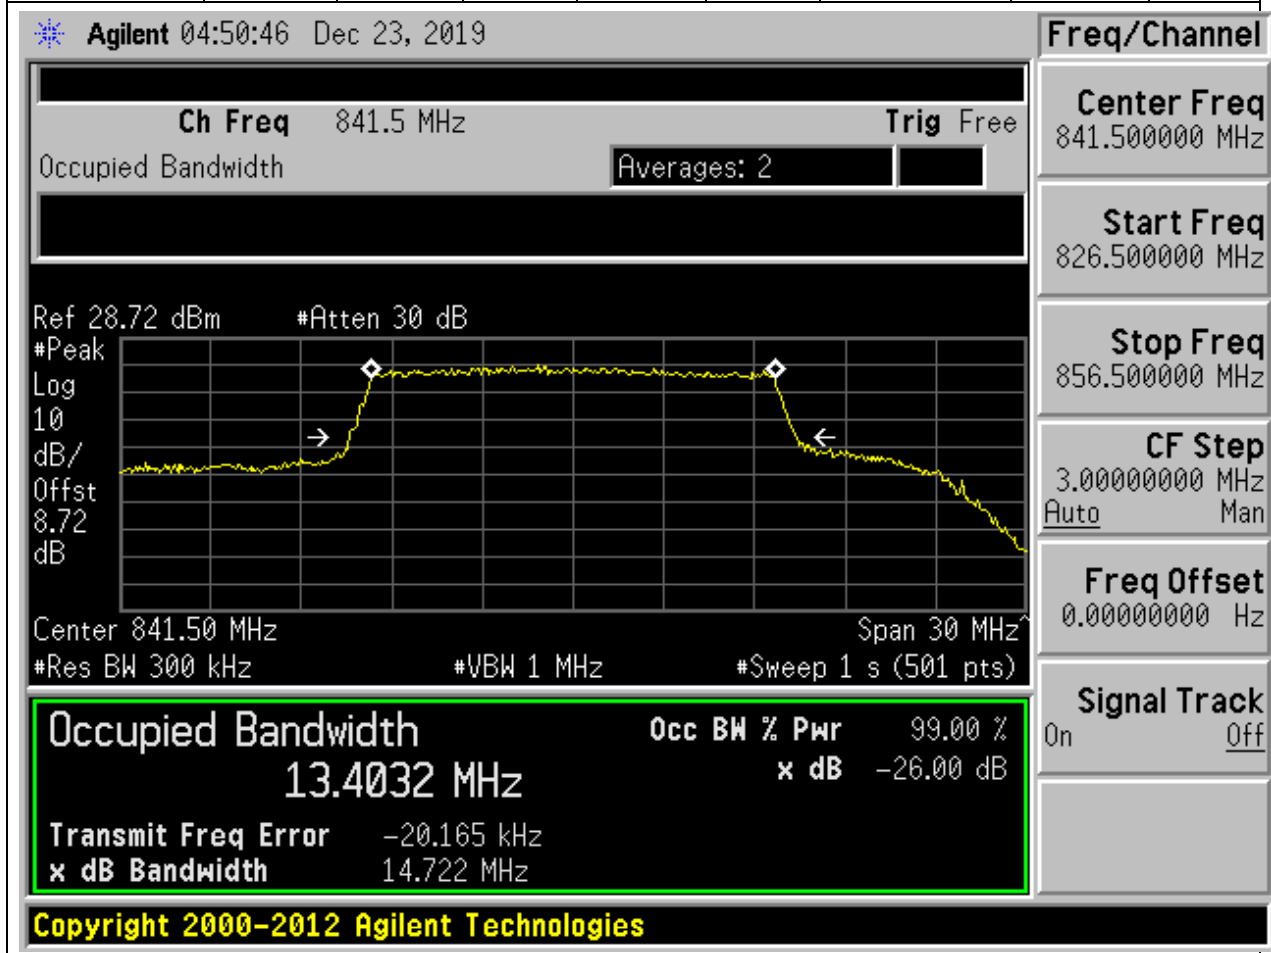 Agilent 04:50:46 Dec 23, 2019
Freq/Channel
Ch Freq 841.5 MHz
Trig Free
Occupied Bandwidth
Averages: 2
Center Freq
841.500000 MHz
Start Freq
826.500000 MHz
Stop Freq
856.500000 MHz
CF Step
3.00000000 MHz
Auto Man
Freq Offset
0.00000000 Hz
Signal Track
On Off
Ref 28.72 dBm #Atten 30 dB
#Peak
Log
10
dB/
Offst
8.72
dB
Center 841.50 MHz Span 30 MHz^
#Res BW 300 kHz #VBW 1 MHz #Sweep 1 s (501 pts)
Occupied Bandwidth
13.4032 MHz
Occ BW % Pwr 99.00 %
x dB -26.00 dB
Transmit Freq Error -20.165 kHz
x dB Bandwidth 14.722 MHz
Copyright 2000-2012 Agilent Technologies